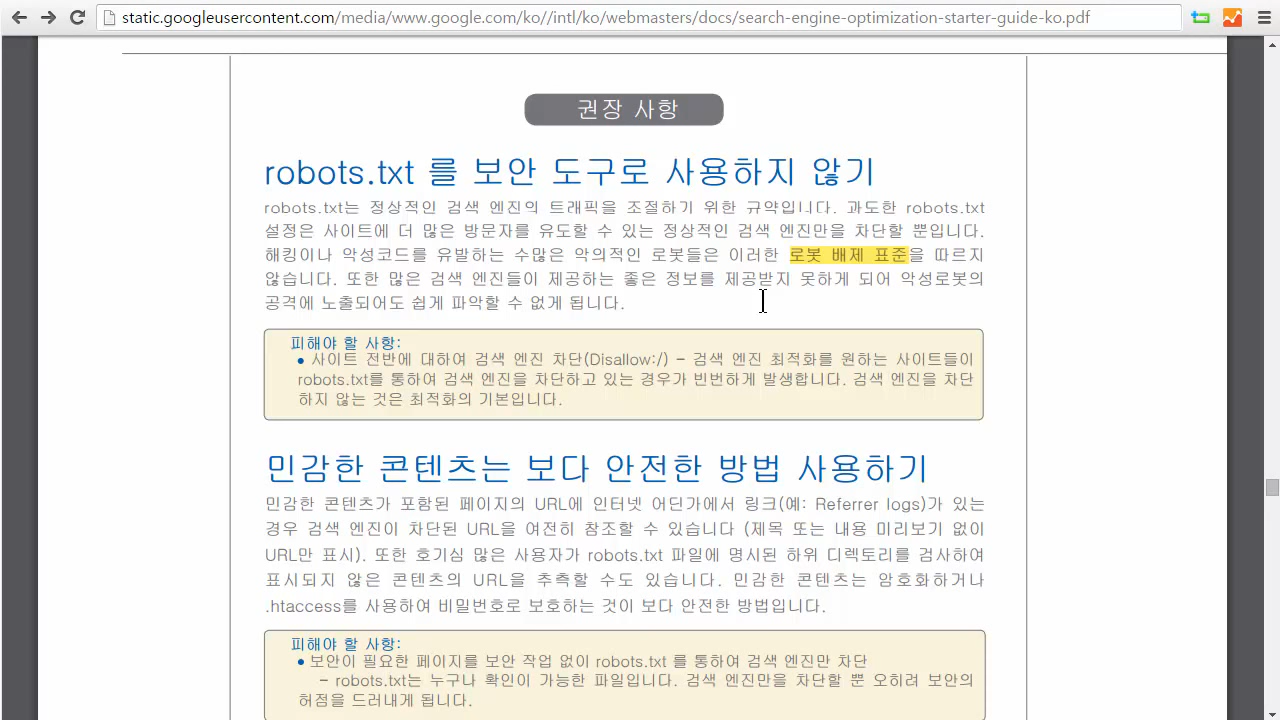 static.googleusercontent.com/media/www.google.com/ko//intl/ko/webmasters/docs/search-engine-optimization-starter-guide-ko.pdf
권장 사항
robots.txt 를 보안 도구로 사용하지 않기
robots.txt는 정상적인 검색 엔진의 트래픽을 조절하기 위한 규약입니다. 과도한 robots.txt
설정은 사이트에 더 많은 방문자를 유도할 수 있는 정상적인 검색 엔진만을 차단할 뿐입니다.
해킹이나 악성코드를 유발하는 수많은 악의적인 로봇들은 이러한 로봇 배제 표준을 따르지
않습니다. 또한 많은 검색 엔진들이 제공하는 좋은 정보를 제공받지 못하게 되어 악성로봇의
공격에 노출되어도 쉽게 파악할 수 없게 됩니다.
피해야 할 사항:
● 사이트 전반에 대하여 검색 엔진 차단(Disallow:/) – 검색 엔진 최적화를 원하는 사이트들이
robots.txt를 통하여 검색 엔진을 차단하고 있는 경우가 빈번하게 발생합니다. 검색 엔진을 차단
하지 않는 것은 최적화의 기본입니다.
민감한 콘텐츠는 보다 안전한 방법 사용하기
민감한 콘텐츠가 포함된 페이지의 URL에 인터넷 어딘가에서 링크(예: Referrer logs)가 있는
경우 검색 엔진이 차단된 URL을 여전히 참조할 수 있습니다 (제목 또는 내용 미리보기 없이
URL만 표시). 또한 호기심 많은 사용자가 robots.txt 파일에 명시된 하위 디렉토리를 검사하여
표시되지 않은 콘텐츠의 URL을 추측할 수도 있습니다. 민감한 콘텐츠는 암호화하거나
.htaccess를 사용하여 비밀번호로 보호하는 것이 보다 안전한 방법입니다.
피해야 할 사항:
● 보안이 필요한 페이지를 보안 작업 없이 robots.txt 를 통하여 검색 엔진만 차단
– robots.txt는 누구나 확인이 가능한 파일입니다. 검색 엔진만을 차단할 뿐 오히려 보안의
허점을 드러내게 됩니다.